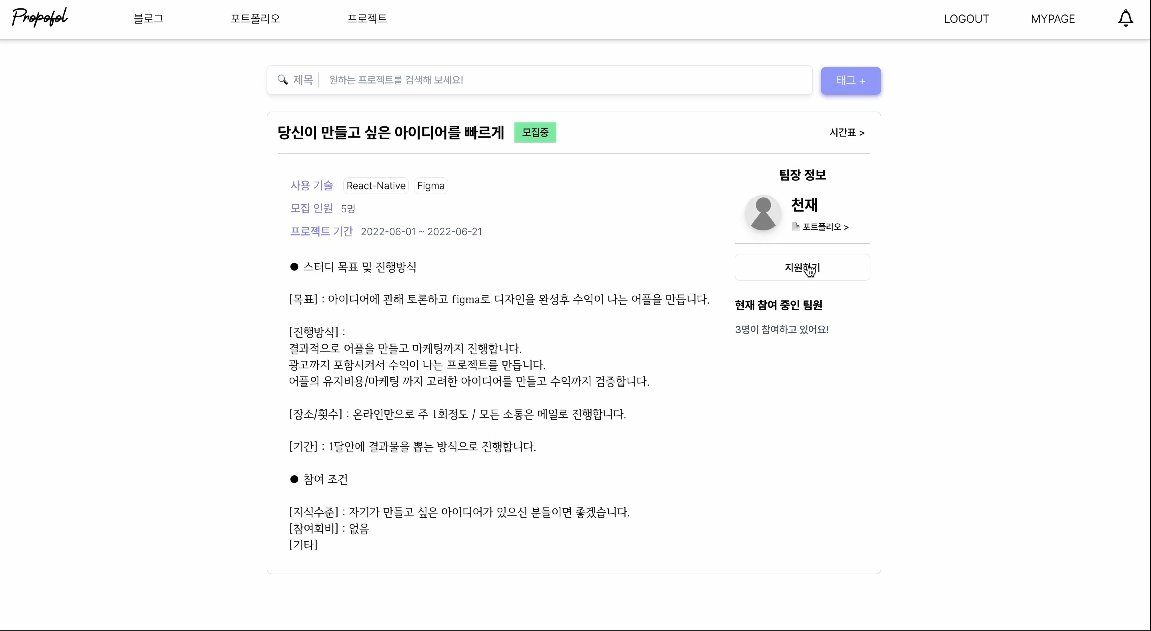 Propofol
블로그
포트폴리오
프로젝트
LOGOUT
MYPAGE
제목
원하는 프로젝트를 검색해 보세요!
태그 +
당신이 만들고 싶은 아이디어를 빠르게
모집중
시간표 >
사용 기술 React-Native Figma
모집 인원 5명
프로젝트 기간 2022-06-01 ~ 2022-06-21
● 스터디 목표 및 진행방식
[목표] : 아이디어에 관해 토론하고 figma로 디자인을 완성후 수익이 나는 어플을 만듭니다.
[진행방식] :
결과적으로 어플을 만들고 마케팅까지 진행합니다.
광고까지 포함시켜서 수익이 나는 프로젝트를 만듭니다.
어플의 유지비용/마케팅 까지 고려한 아이디어를 만들고 수익까지 검증합니다.
[장소/횟수] : 온라인만으로 주 1회정도 / 모든 소통은 메일로 진행합니다.
[기간] : 1달안에 결과물을 뽑는 방식으로 진행합니다.
● 참여 조건
[지식수준] : 자기가 만들고 싶은 아이디어가 있으신 분들이면 좋겠습니다.
[참여회비] : 없음
[기타]
팀장 정보
천재
포트폴리오 >
지원하기
현재 참여 중인 팀원
3명이 참여하고 있어요!